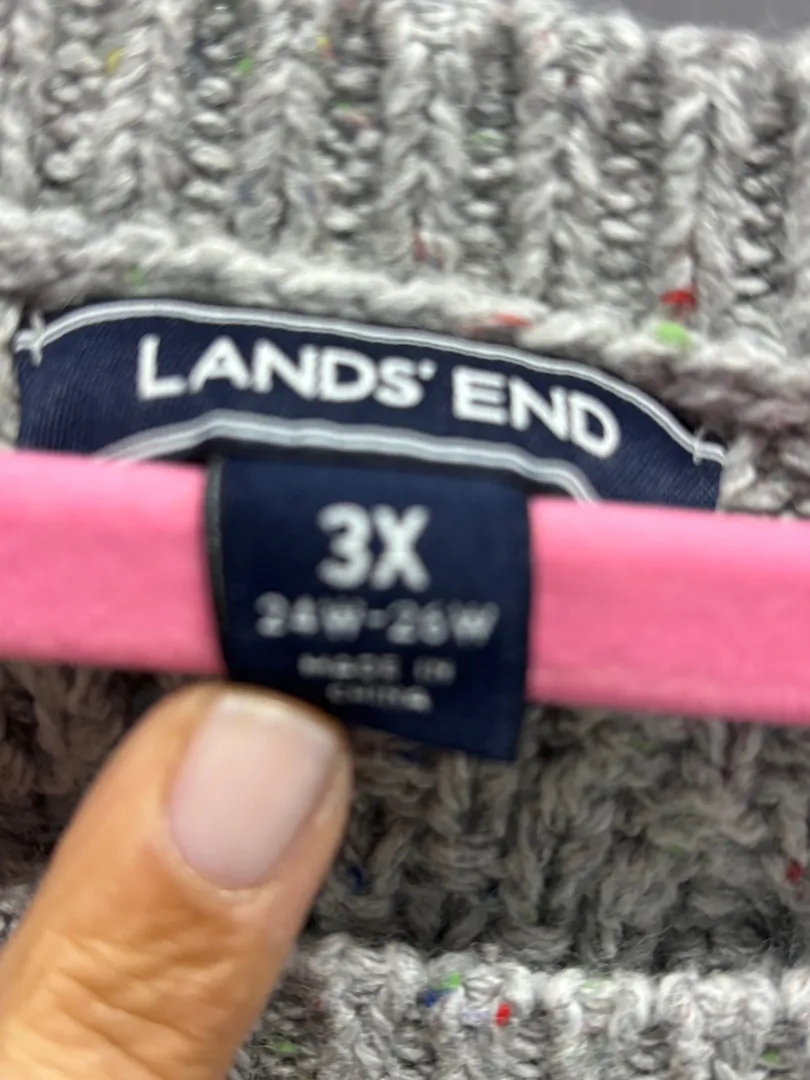 LANDS' END
3X
24W-26W
MADE IN
CHINA